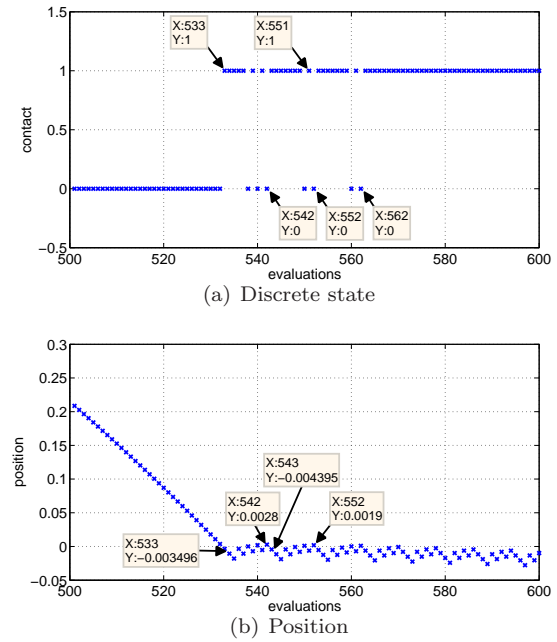 1.5
1
0.5
0
−0.5
contact
X:533
Y:1
X:551
Y:1
X:542
Y:0
X:552
Y:0
X:562
Y:0
500
520
540
560
580
600
evaluations
(a) Discrete state
0.3
0.25
0.2
0.15
0.1
0.05
0
−0.05
position
X:543
Y:−0.004395
X:542
Y:0.0028
X:552
Y:0.0019
X:533
Y:−0.003496
500
520
540
560
580
600
evaluations
(b) Position